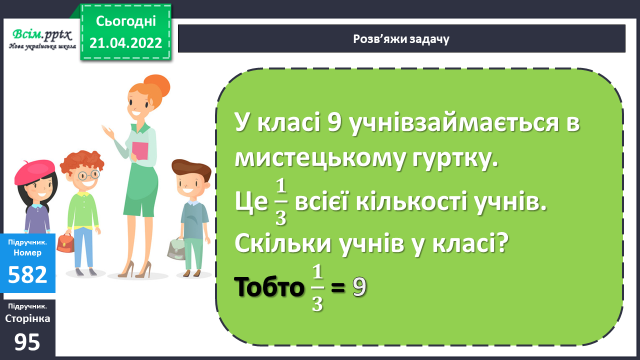 Всім.pptx
Нова українська школа
Сьогодні
21.04.2022
Розв’яжи задачу
У класі 9 учнівзаймається в
мистецькому гуртку.
Це 1/3 всієї кількості учнів.
Скільки учнів у класі?
Тобто 1/3 = 9
Підручник.
Номер
582
Підручник.
Сторінка
95